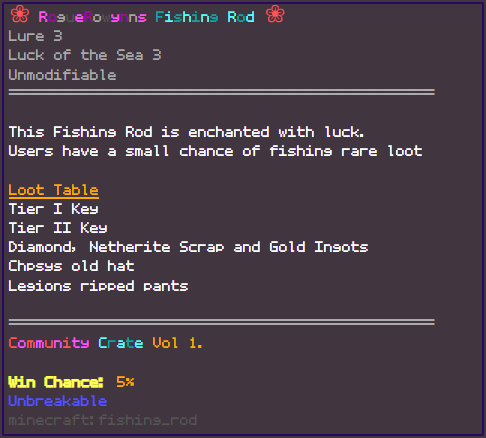 ❀ RogueRowynns Fishing Rod ❀
Lure 3
Luck of the Sea 3
Unmodifiable
This Fishing Rod is enchanted with luck.
Users have a small chance of fishing rare loot
Loot Table
Tier I Key
Tier II Key
Diamond, Netherite Scrap and Gold Ingots
Chpsys old hat
Legions ripped pants
Community Crate Vol 1.
Win Chance: 5%
Unbreakable
minecraft:fishing_rod